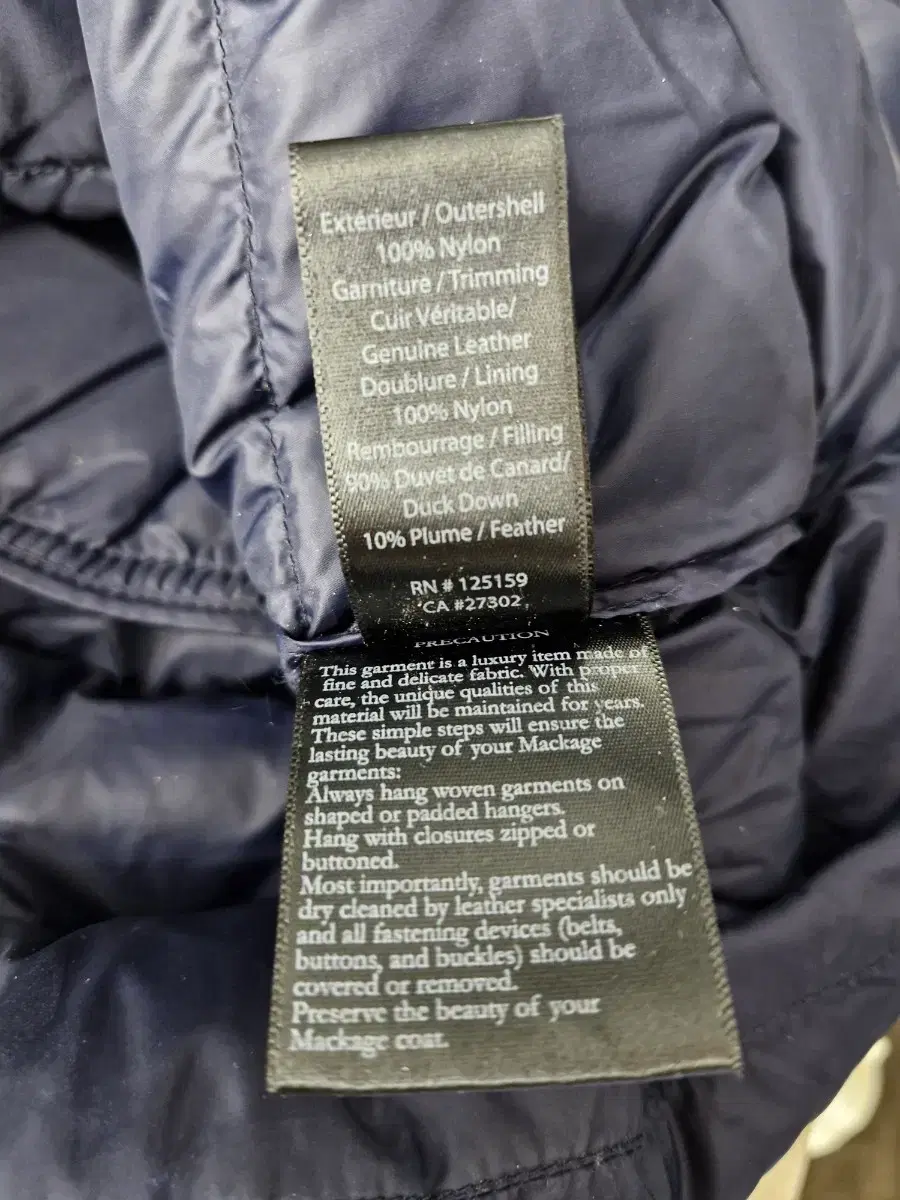 Extérieur / Outershell
100% Nylon
Garniture / Trimming
Cuir Véritable/
Genuine Leather
Doublure / Lining
100% Nylon
Rembourrage / Filling
90% Duvet de Canard/
Duck Down
10% Plume / Feather
RN # 125159
CA #27302
PRECAUTION
This garment is a luxury item made of
fine and delicate fabric. With proper
care, the unique qualities of this
material will be maintained for years.
These simple steps will ensure the
lasting beauty of your Mackage
garments:
Always hang woven garments on
shaped or padded hangers.
Hang with closures zipped or
buttoned.
Most importantly, garments should be
dry cleaned by leather specialists only
and all fastening devices (belts,
buttons, and buckles) should be
covered or removed.
Preserve the beauty of your
Mackage coat.